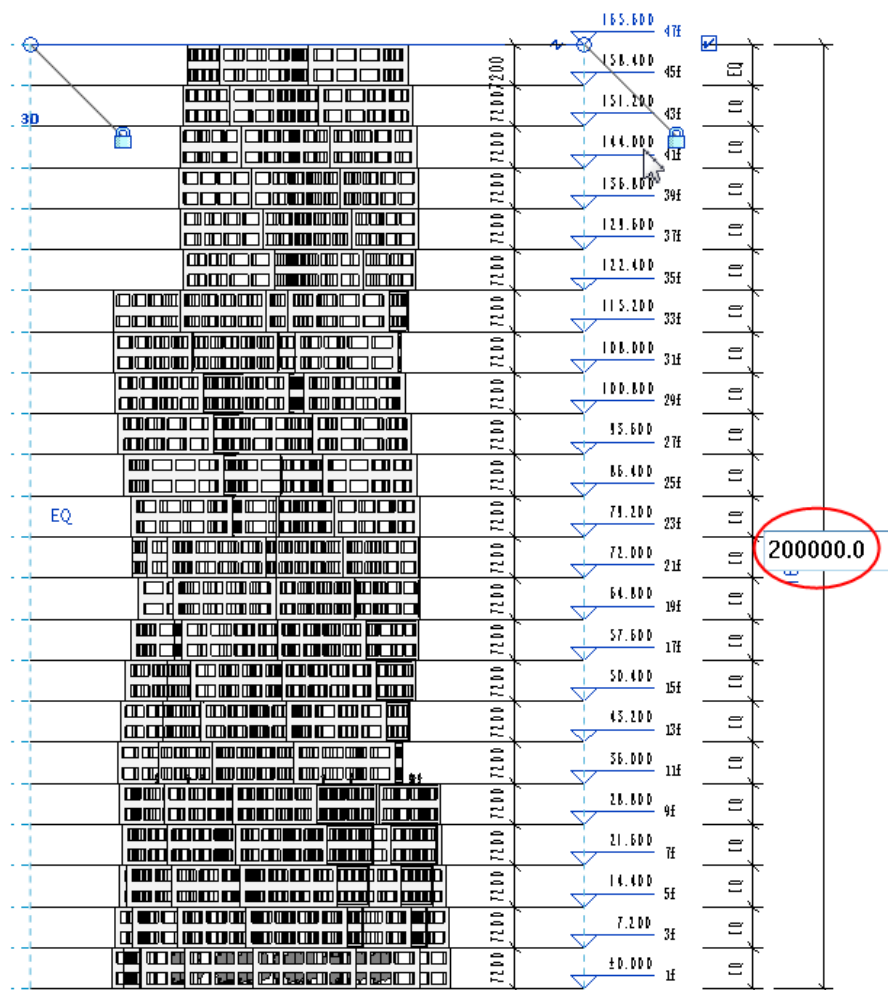 165.600 47f
7200 158.400 45f EQ
7200 151.200 43f EQ
3D
7200 144.000 41f EQ
7200 136.800 39f EQ
7200 129.600 37f EQ
7200 122.400 35f EQ
7200 115.200 33f EQ
7200 108.000 31f EQ
7200 100.800 29f EQ
7200 93.600 27f EQ
7200 86.400 25f EQ
EQ 7200 79.200 23f EQ
7200 72.000 21f EQ 200000.0
7200 64.800 19f EQ
7200 57.600 17f EQ
7200 50.400 15f EQ
7200 43.200 13f EQ
7200 36.000 11f EQ
7200 28.800 9f EQ
7200 21.600 7f EQ
7200 14.400 5f EQ
7200 7.200 3f EQ
7200 ±0.000 1f EQ